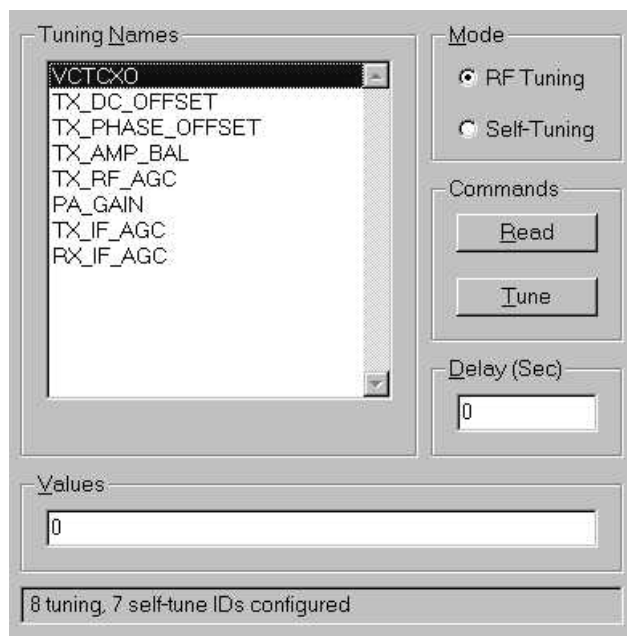 Tuning Names
VCTCXO
TX_DC_OFFSET
TX_PHASE_OFFSET
TX_AMP_BAL
TX_RF_AGC
PA_GAIN
TX_IF_AGC
RX_IF_AGC
Mode
RF Tuning
Self-Tuning
Commands
Read
Tune
Delay (Sec)
0
Values
0
8 tuning, 7 self-tune IDs configured